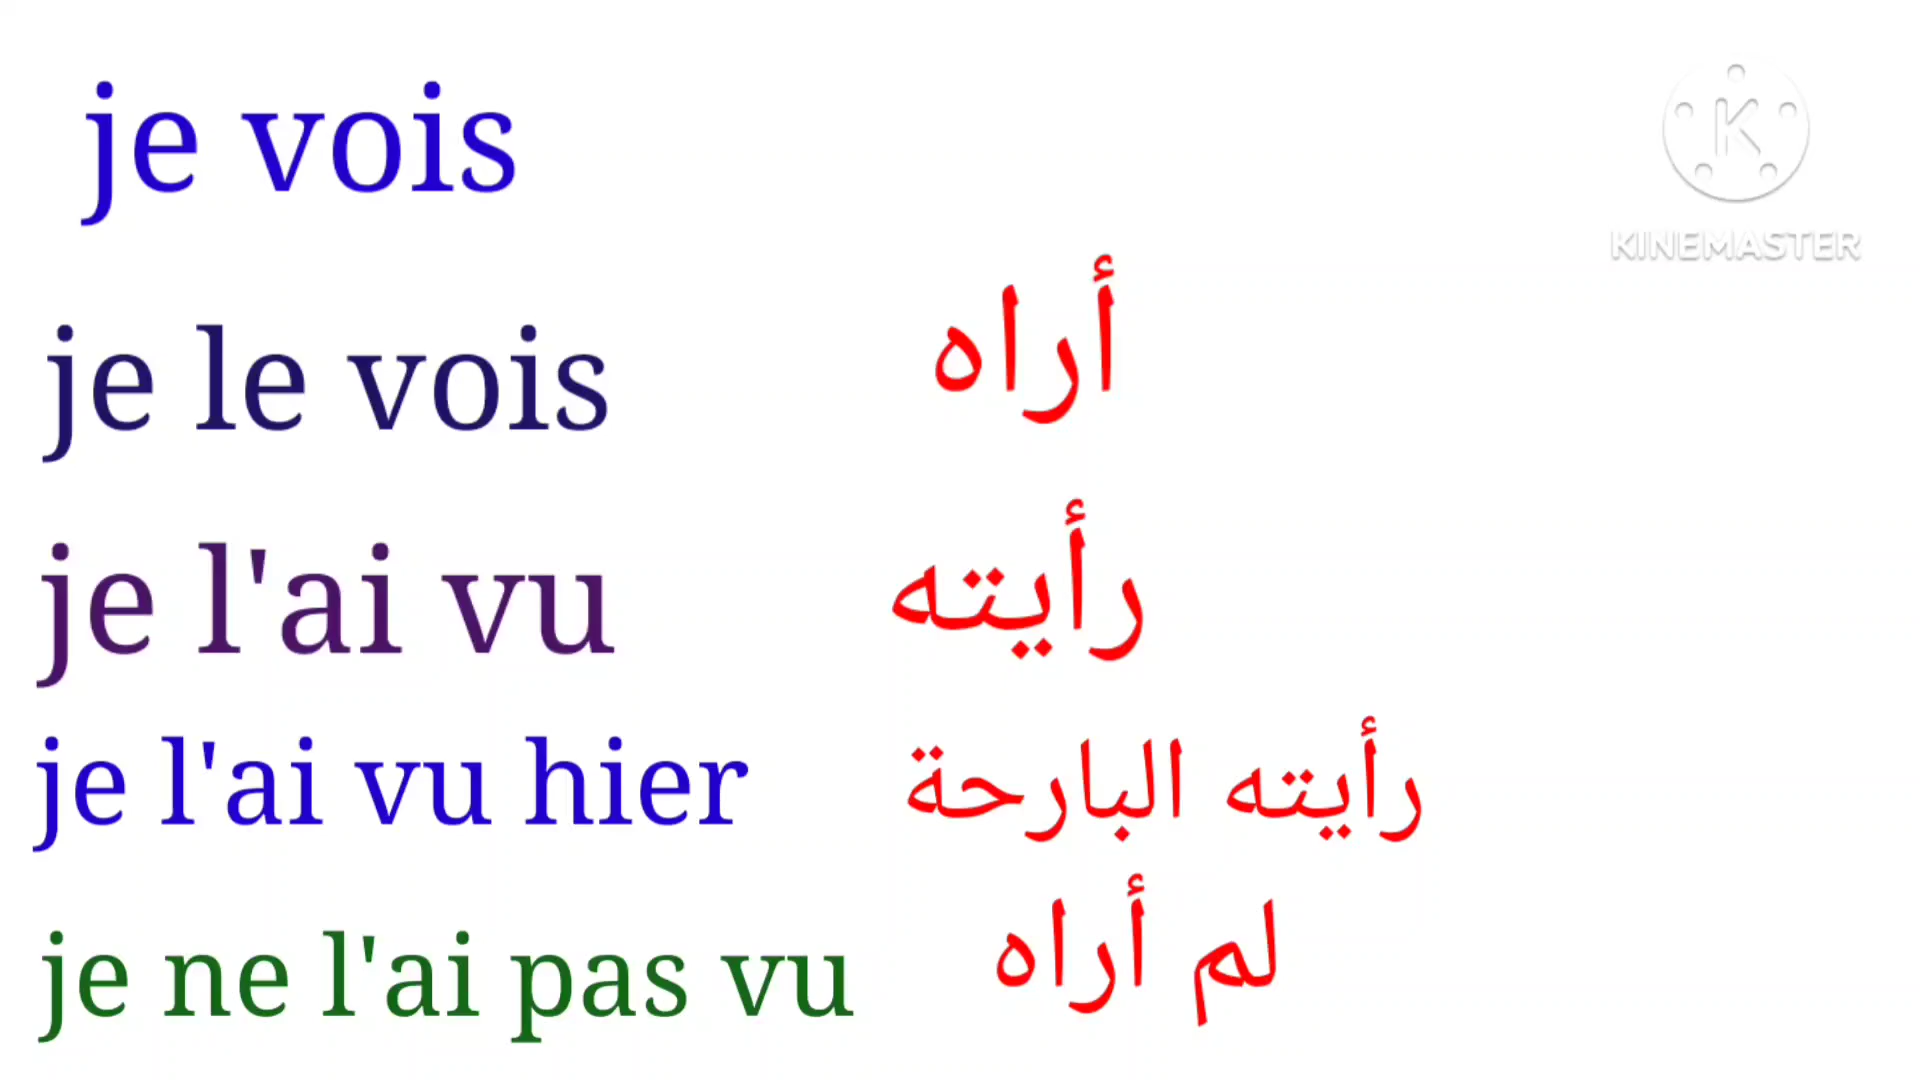 je vois
KINEMASTER
je le vois
أراه
je l'ai vu
رأيته
je l'ai vu hier
رأيته البارحة
je ne l'ai pas vu
لم أراه